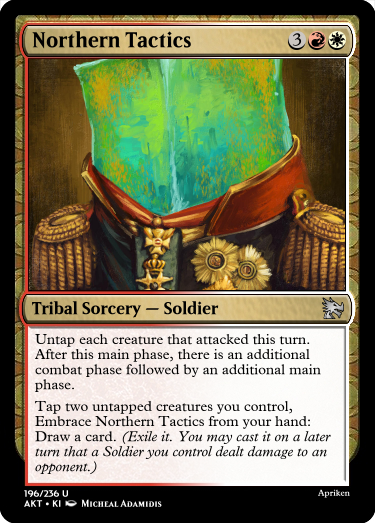 Northern Tactics 3
Tribal Sorcery — Soldier
Untap each creature that attacked this turn.
After this main phase, there is an additional
combat phase followed by an additional main
phase.
Tap two untapped creatures you control,
Embrace Northern Tactics from your hand:
Draw a card. (Exile it. You may cast it on a later
turn that a Soldier you control dealt damage to an
opponent.)
196/236 U
Apriken
AKT • KI Micheal Adamidis